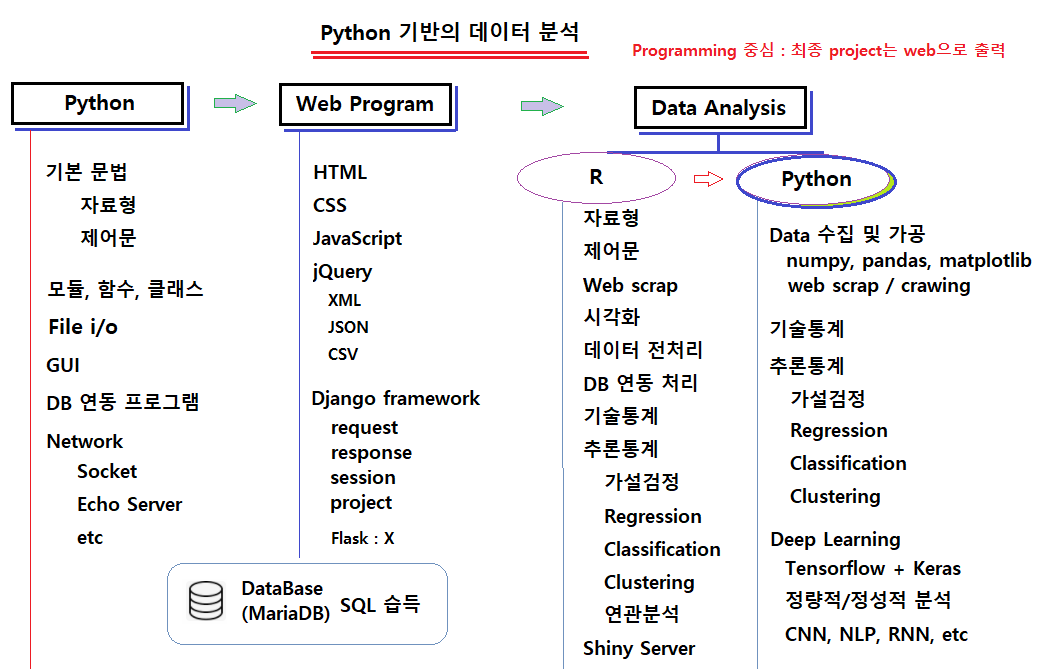 Python 기반의 데이터 분석
Programming 중심 : 최종 project는 web으로 출력
Python
기본 문법
자료형
제어문
모듈, 함수, 클래스
File i/o
GUI
DB 연동 프로그램
Network
Socket
Echo Server
etc
Web Program
HTML
CSS
JavaScript
jQuery
XML
JSON
CSV
Django framework
request
response
session
project
Flask : X
DataBase
(MariaDB)
SQL 습득
Data Analysis
R
자료형
제어문
Web scrap
시각화
데이터 전처리
DB 연동 처리
기술통계
추론통계
가설검정
Regression
Classification
Clustering
연관분석
Shiny Server
Python
Data 수집 및 가공
numpy, pandas, matplotlib
web scrap / crawing
기술통계
추론통계
가설검정
Regression
Classification
Clustering
Deep Learning
Tensorflow + Keras
정량적/정성적 분석
CNN, NLP, RNN, etc